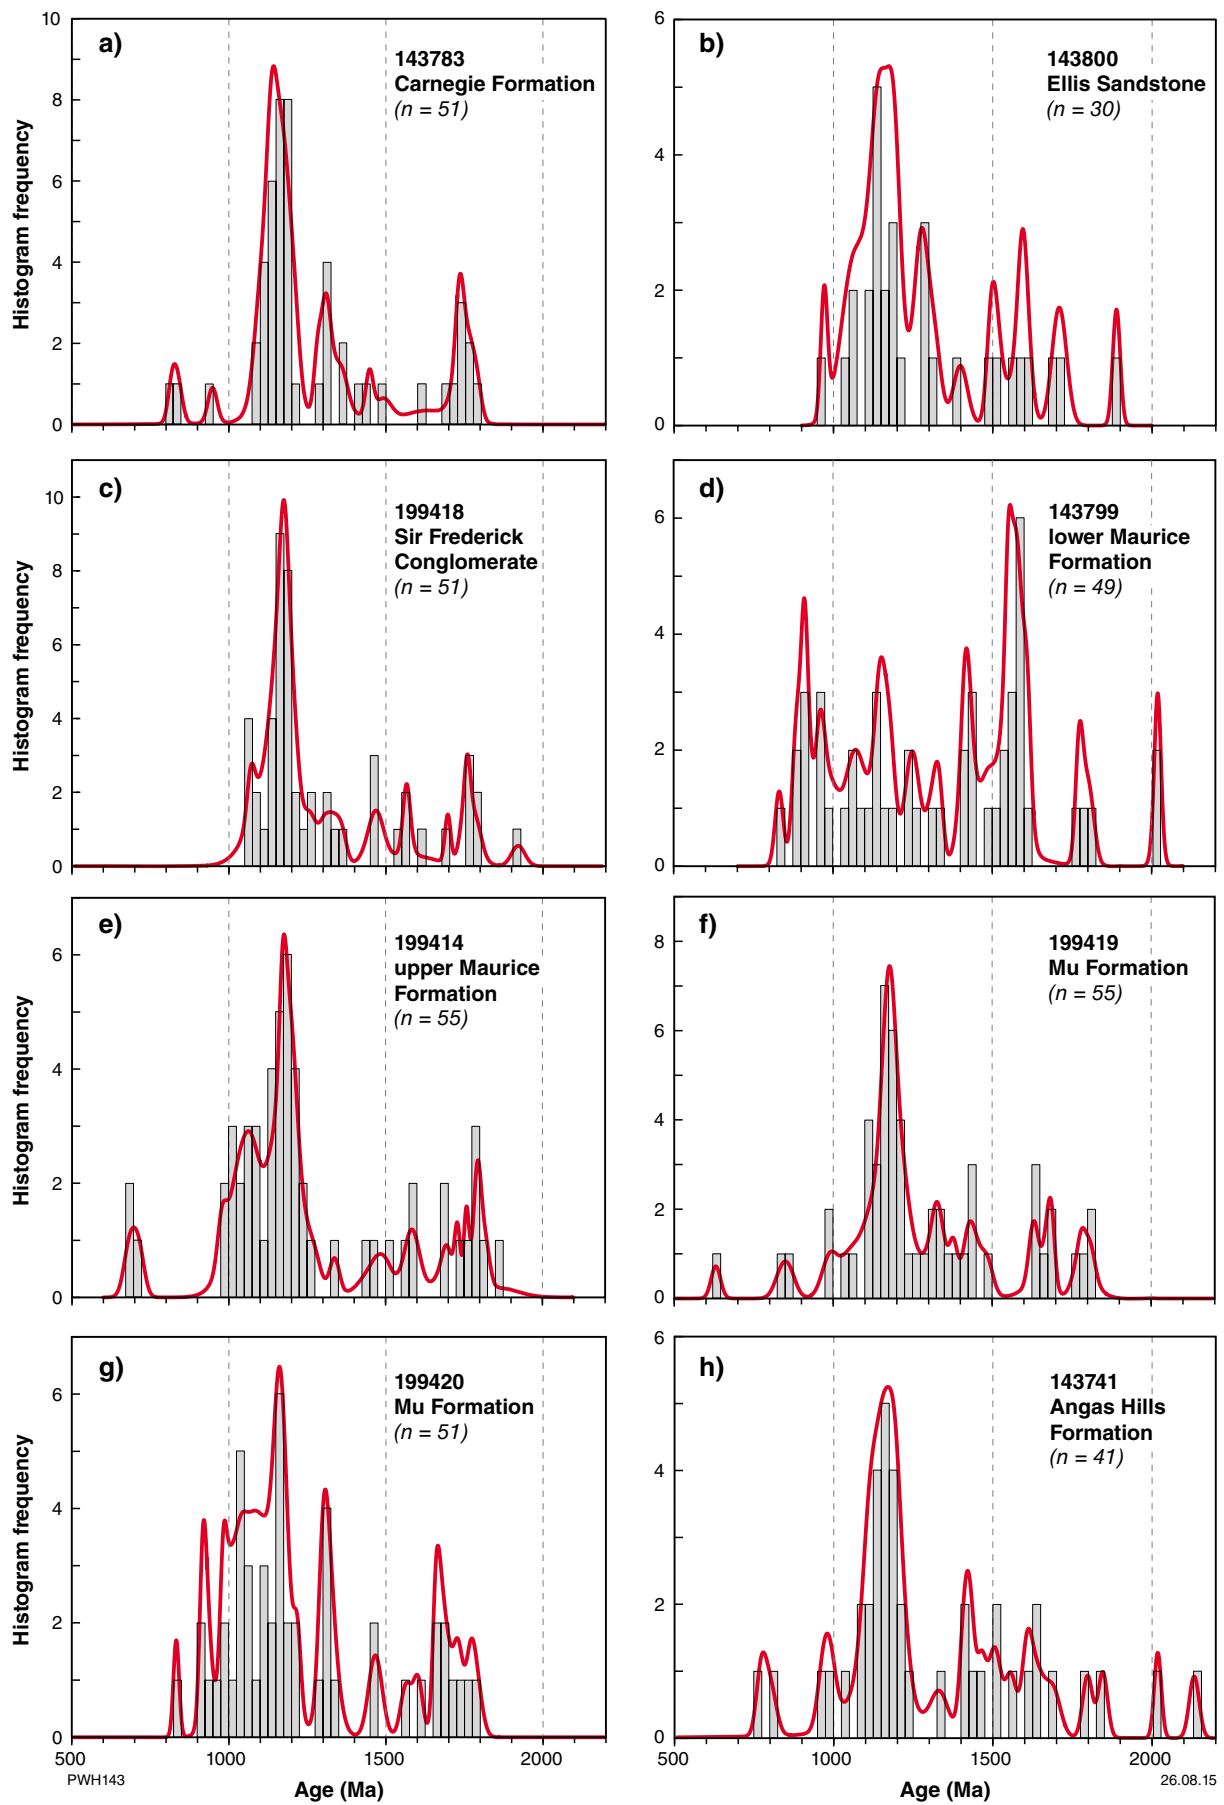 a)
143783
Carnegie Formation
(n = 51)
Histogram frequency
10
8
6
4
2
0
b)
143800
Ellis Sandstone
(n = 30)
6
4
2
0
c)
199418
Sir Frederick
Conglomerate
(n = 51)
Histogram frequency
10
8
6
4
2
0
d)
143799
lower Maurice
Formation
(n = 49)
6
4
2
0
e)
199414
upper Maurice
Formation
(n = 55)
Histogram frequency
6
4
2
0
f)
199419
Mu Formation
(n = 55)
8
6
4
2
0
g)
199420
Mu Formation
(n = 51)
Histogram frequency
6
4
2
0
500 1000 1500 2000
Age (Ma)
h)
143741
Angas Hills
Formation
(n = 41)
6
4
2
0
500 1000 1500 2000
Age (Ma)
PWH143
26.08.15